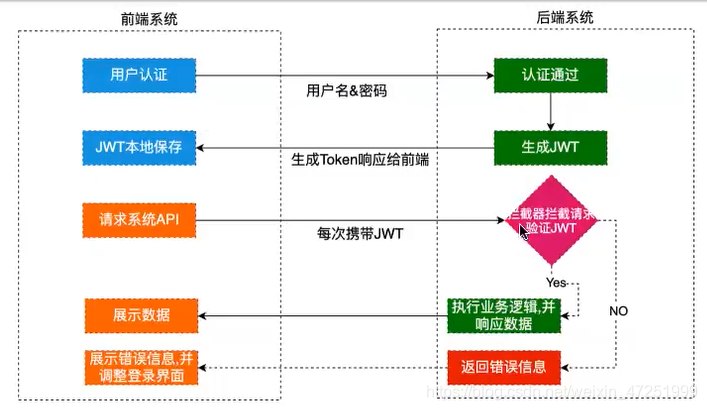 前端系统
后端系统
用户认证
用户名&密码
认证通过
JWT本地保存
生成Token响应给前端
生成JWT
请求系统API
每次携带JWT
拦截器拦截请求
验证JWT
Yes
NO
展示数据
执行业务逻辑,并
响应数据
展示错误信息,并
调整登录界面
返回错误信息
https://blog.csdn.net/weixin_47251999